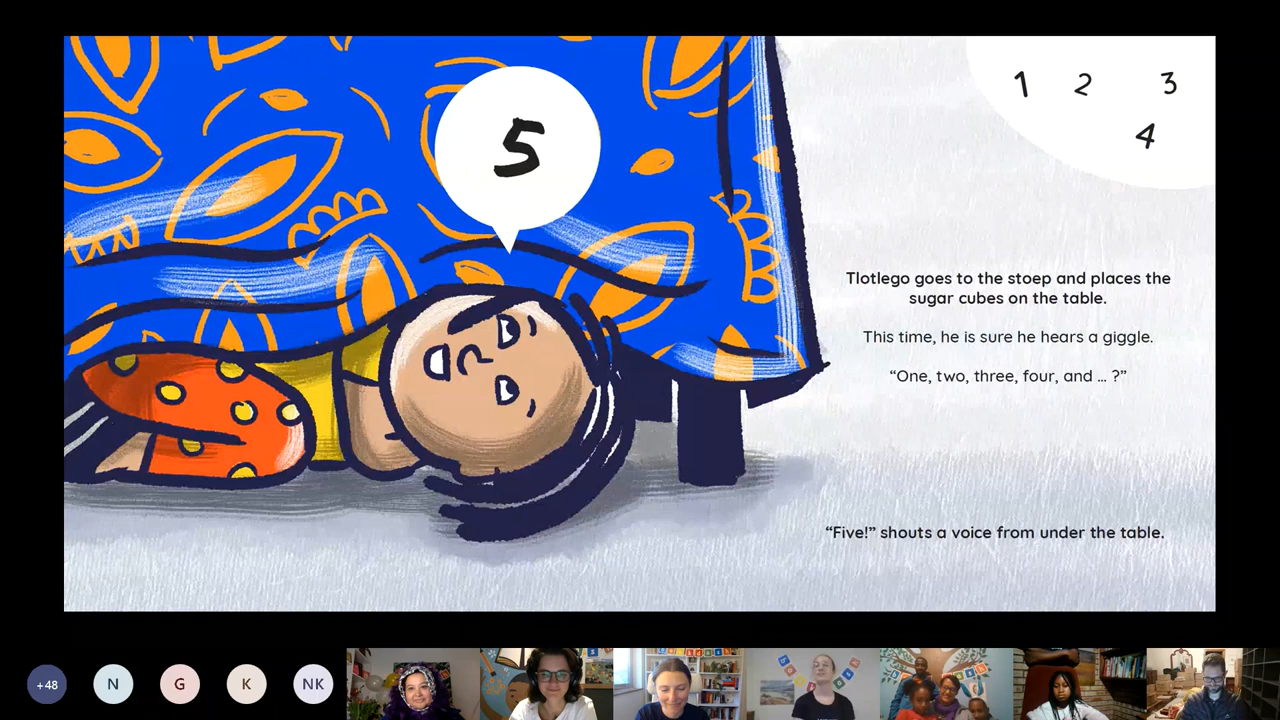 5
1 2 3
4
Tlotlego goes to the stoep and places the
sugar cubes on the table.
This time, he is sure he hears a giggle.
“One, two, three, four, and ... ?”
“Five!” shouts a voice from under the table.
+48 N G K NK